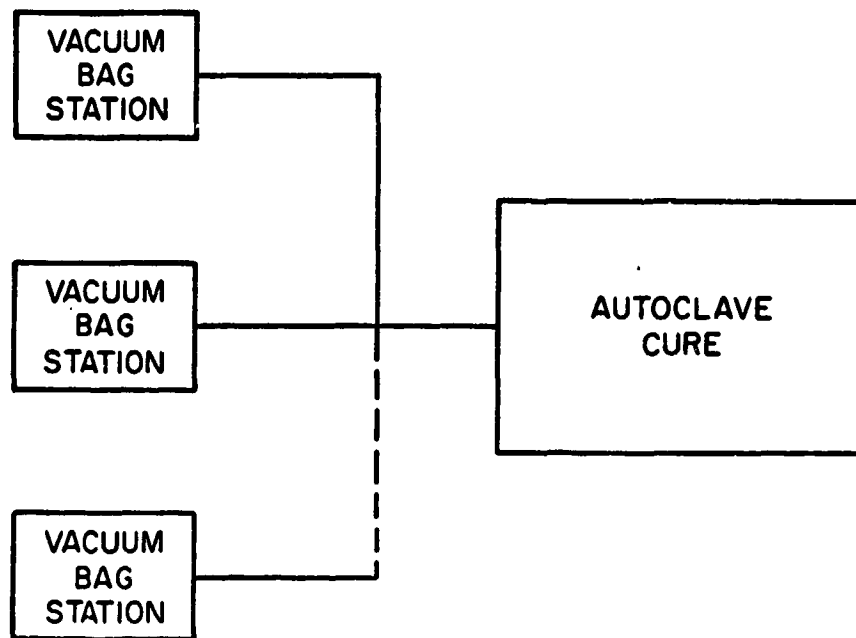 VACUUM
BAG
STATION
VACUUM
BAG
STATION
AUTOCLAVE
CURE
VACUUM
BAG
STATION